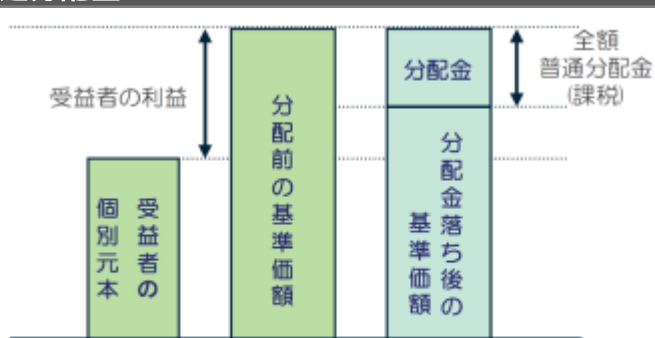 受益者の利益
受益者の
個別元本
分配前の基準価額
分配金
分配金落ち後の
基準価額
全額
普通分配金
(課税)